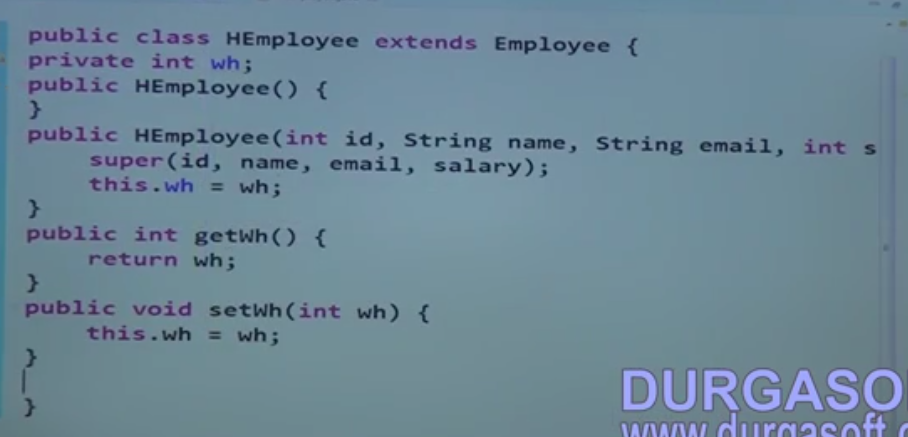 public class HEmployee extends Employee {
private int wh;
public HEmployee() {
}
public HEmployee(int id, String name, String email, int s
super(id, name, email, salary);
this.wh = wh;
}
public int getWh() {
return wh;
}
public void setWh(int wh) {
this.wh = wh;
}
}
DURGASO
www.durgasoft.c